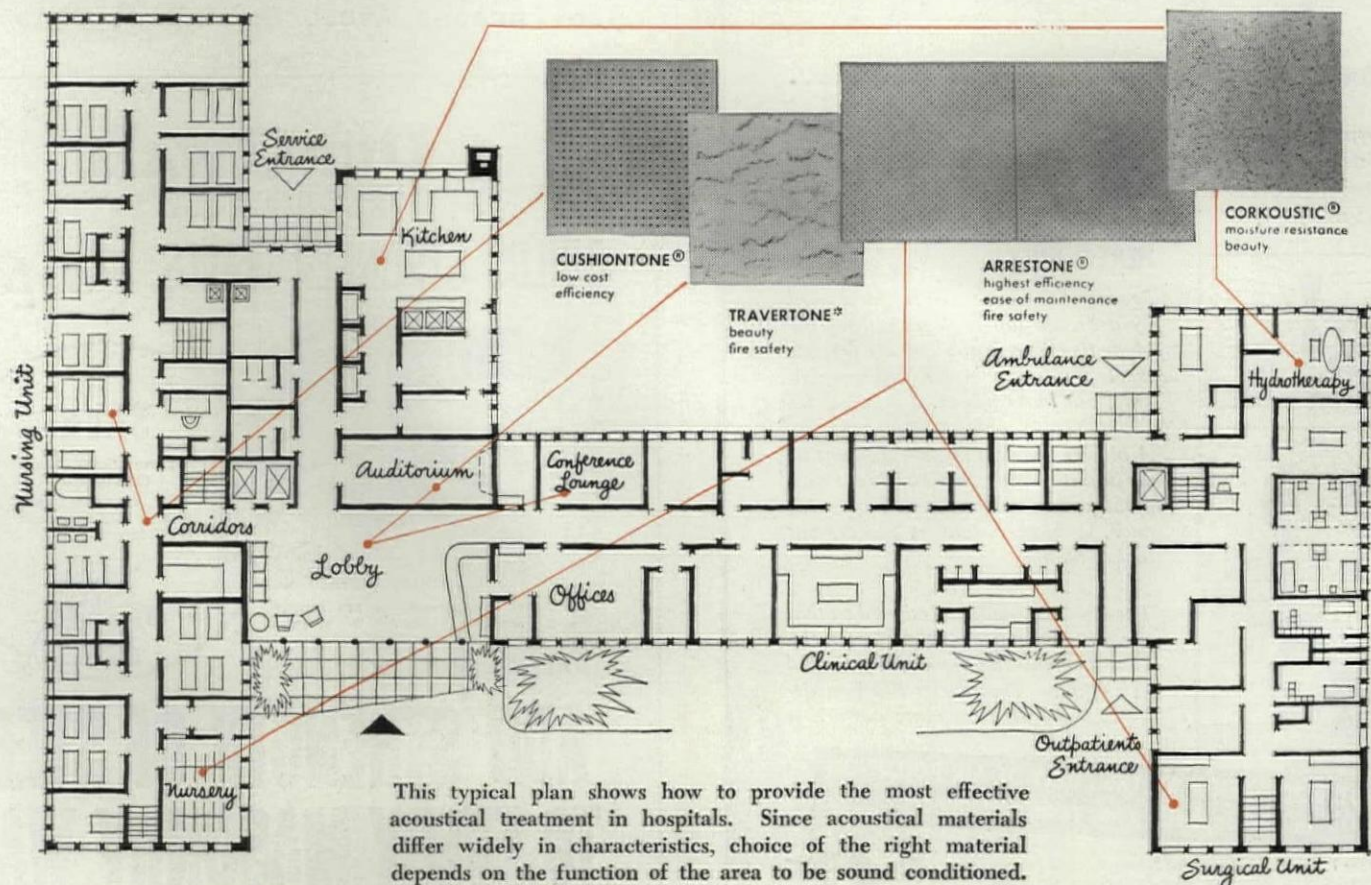 Service
Entrance
Kitchen
CUSHIONTONE®
low cost
efficiency
TRAVERTONE*
beauty
fire safety
ARRESTONE®
highest efficiency
ease of maintenance
fire safety
CORKOUSTIC®
moisture resistance
beauty
Ambulance
Entrance
Hydrotherapy
Nursing Unit
Auditorium
Conference
Lounge
Corridors
Lobby
Offices
Clinical Unit
Outpatients
Entrance
Nursery
Surgical Unit
This typical plan shows how to provide the most effective
acoustical treatment in hospitals. Since acoustical materials
differ widely in characteristics, choice of the right material
depends on the function of the area to be sound conditioned.